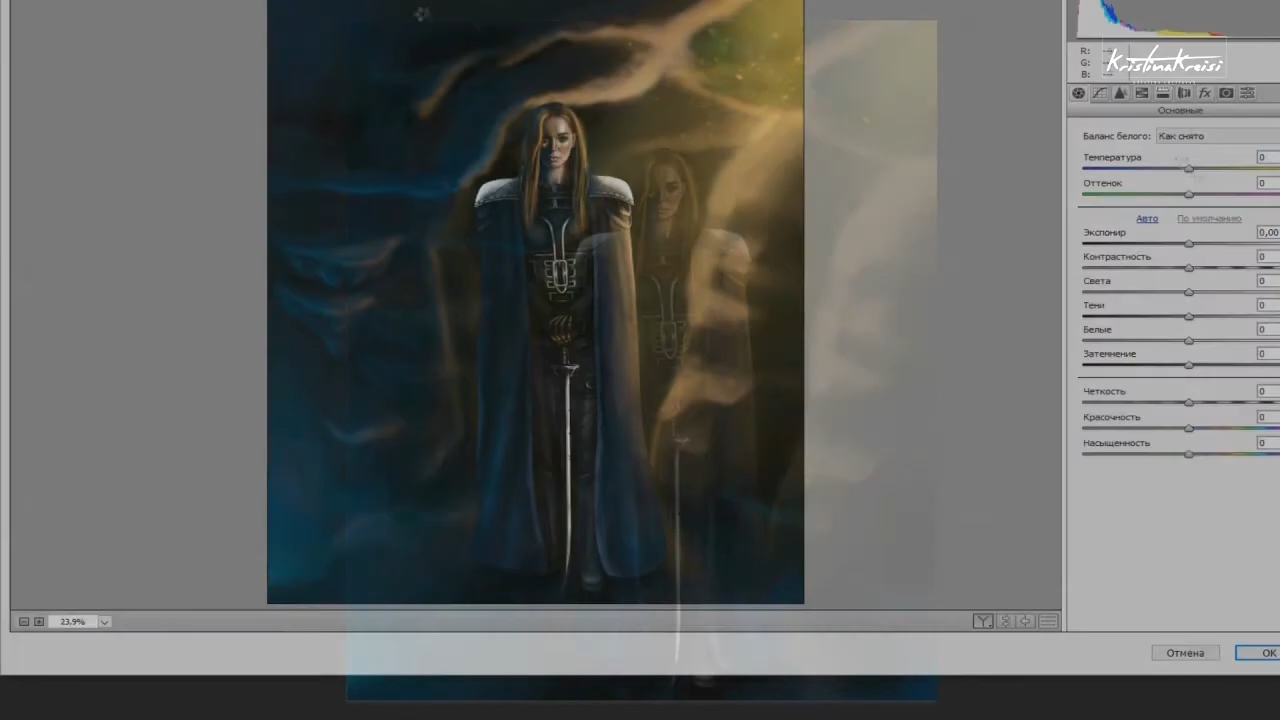 R: --
G: --
B: --
KristinaKreisi
fx
Основные
Баланс белого: Как снято
Температура 0
Оттенок 0
Авто По умолчанию
Экспонир 0,00
Контрастность 0
Света 0
Тени 0
Белые 0
Затемнение 0
Четкость 0
Красочность 0
Насыщенность 0
23,9%
Y
Отмена OK